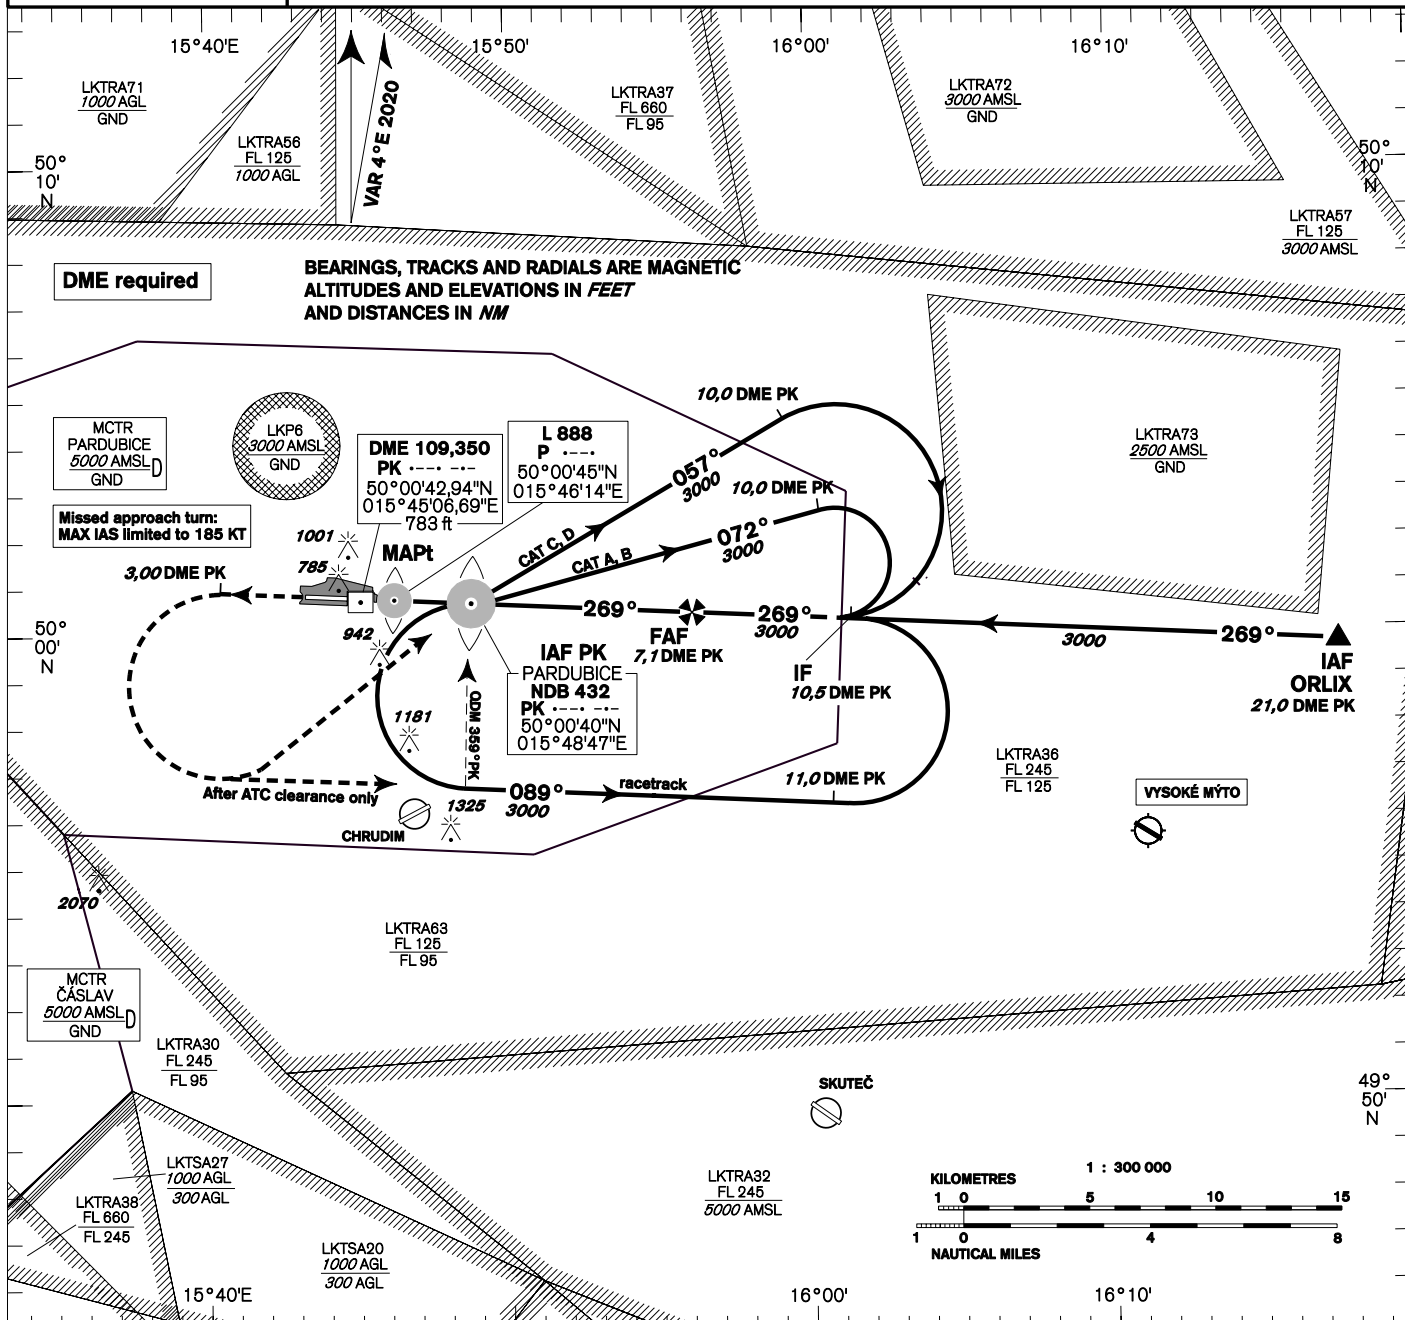 15°40'E
15°50'
16°00'
16°10'
LKTRA71
1000 AGL
GND
LKTRA56
FL 125
1000 AGL
VAR 4°E 2020
LKTRA37
FL 660
FL 95
LKTRA72
3000 AMSL
GND
50°
10'
N
50°
10'
N
LKTRA57
FL 125
3000 AMSL
DME required
BEARINGS, TRACKS AND RADIALS ARE MAGNETIC
ALTITUDES AND ELEVATIONS IN FEET
AND DISTANCES IN NM
MCTR
PARDUBICE
5000 AMSL
D
GND
LKP6
3000 AMSL
GND
DME 109,350
PK ·--· -·-
50°00'42,94"N
015°45'06,69"E
783 ft
L 888
P ·--·
50°00'45"N
015°46'14"E
10,0 DME PK
057°
3000
10,0 DME PK
072°
3000
CAT C, D
CAT A, B
LKTRA73
2500 AMSL
GND
Missed approach turn:
MAX IAS limited to 185 KT
1001
785
MAPt
3,00 DME PK
942
50°
00'
N
269°
FAF
7,1 DME PK
269°
3000
IF
10,5 DME PK
3000
269°
IAF
ORLIX
21,0 DME PK
IAF PK
PARDUBICE
NDB 432
PK ·--· -·-
50°00'40"N
015°48'47"E
QDM 359°PK
1181
After ATC clearance only
089°
3000
racetrack
11,0 DME PK
1325
CHRUDIM
LKTRA36
FL 245
FL 125
VYSOKÉ MÝTO
2070
LKTRA63
FL 125
FL 95
MCTR
ČÁSLAV
5000 AMSL
D
GND
LKTRA30
FL 245
FL 95
SKUTEČ
49°
50'
N
LKTSA27
1000 AGL
300 AGL
LKTRA38
FL 660
FL 245
LKTSA20
1000 AGL
300 AGL
LKTRA32
FL 245
5000 AMSL
1 : 300 000
KILOMETRES
1 0 5 10 15
1 0 4 8
NAUTICAL MILES
15°40'E
16°00'
16°10'